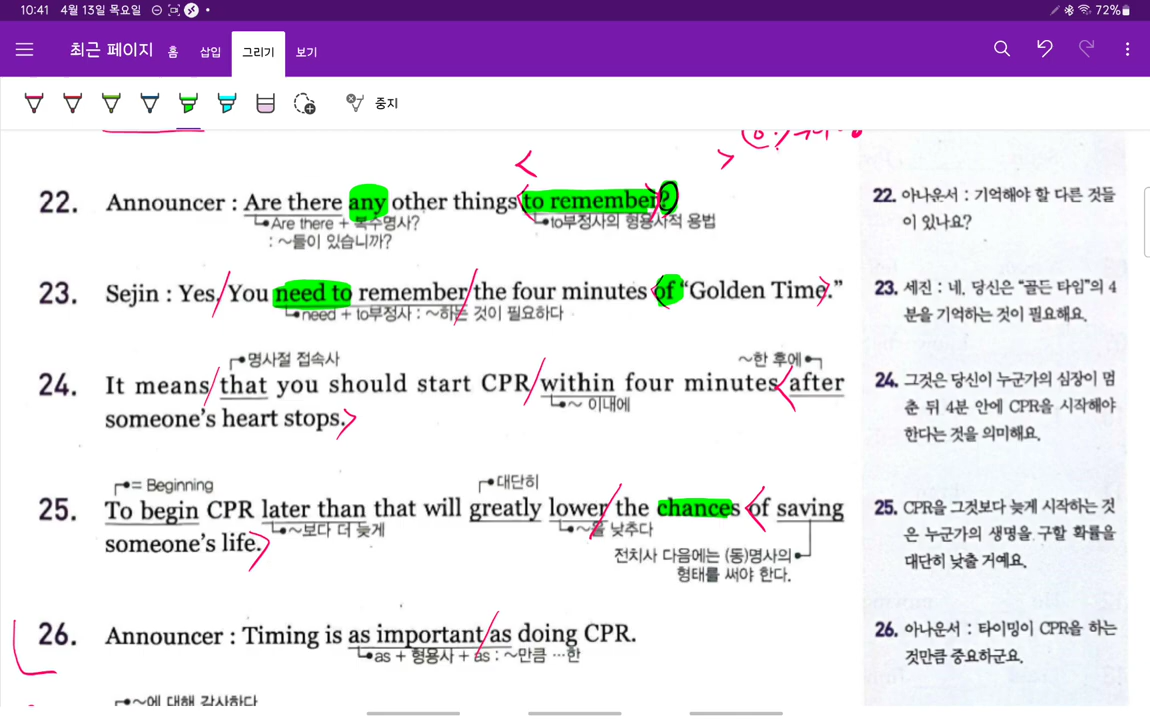 10:41 4월 13일 목요일 72%
최근 페이지 홈 삽입 그리기 보기
중지
22. Announcer : Are there any other things to remember?
Are there + 복수명사? to부정사의 형용사적 용법
: ~들이 있습니까?
22. 아나운서 : 기억해야 할 다른 것들
이 있나요?
23. Sejin : Yes. You need to remember the four minutes of “Golden Time.”
need + to부정사 : ~하는 것이 필요하다
23. 세진 : 네. 당신은 “골든 타임”의 4
분을 기억하는 것이 필요해요.
명사절 접속사 ~한 후에
24. It means that you should start CPR within four minutes after
~ 이내에
someone’s heart stops.
24. 그것은 당신이 누군가의 심장이 멈
춘 뒤 4분 안에 CPR을 시작해야
한다는 것을 의미해요.
= Beginning 대단히
25. To begin CPR later than that will greatly lower the chances of saving
~보다 더 늦게 ~을 낮추다
someone’s life.
전치사 다음에는 (동)명사의
형태를 써야 한다.
25. CPR을 그것보다 늦게 시작하는 것
은 누군가의 생명을 구할 확률을
대단히 낮출 거예요.
26. Announcer : Timing is as important as doing CPR.
as + 형용사 + as : ~만큼 …한
26. 아나운서 : 타이밍이 CPR을 하는
것만큼 중요하군요.
~에 대해 감사하다